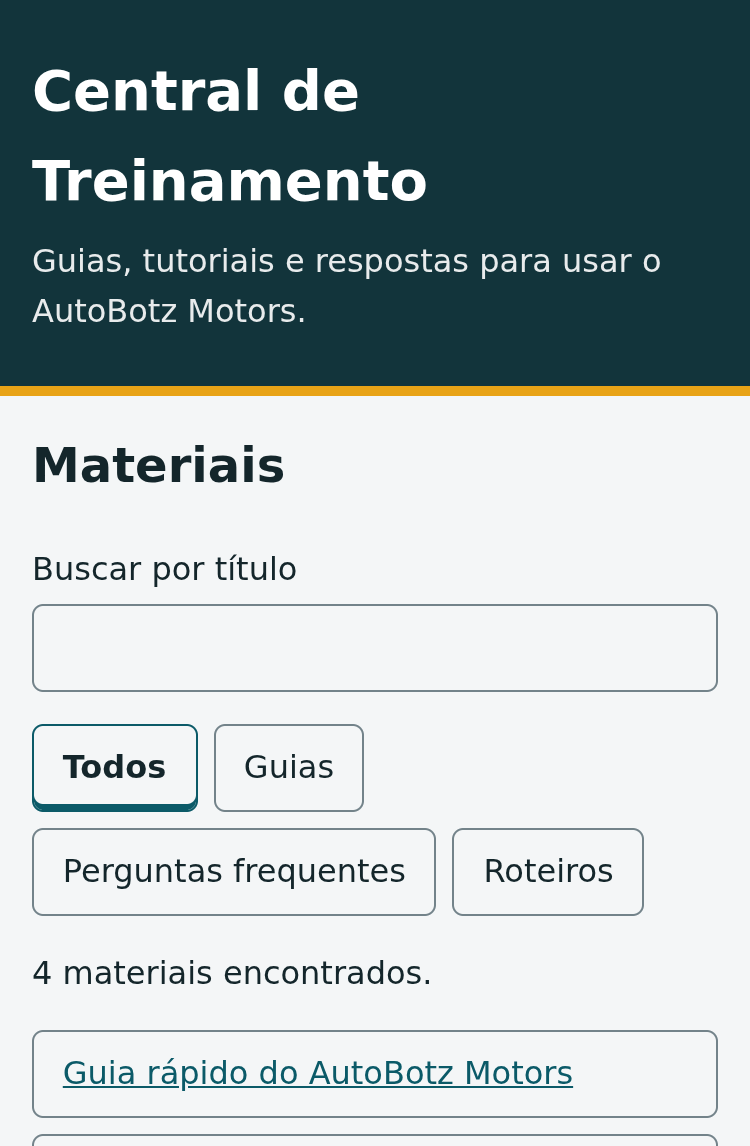 Central de
Treinamento
Guias, tutoriais e respostas para usar o
AutoBotz Motors.
Materiais
Buscar por título
Todos
Guias
Perguntas frequentes
Roteiros
4 materiais encontrados.
Guia rápido do AutoBotz Motors